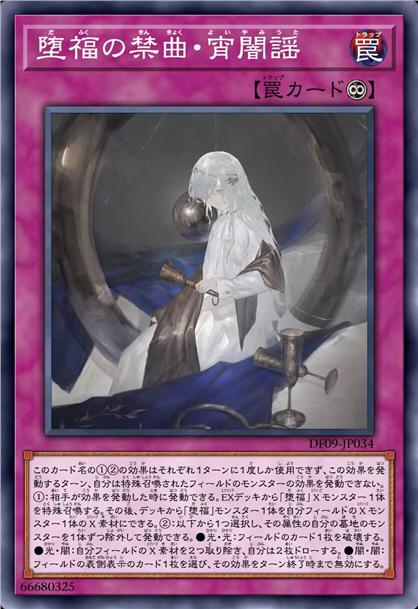 堕福の禁曲・宵闇謡
罠
トラップ
【罠カード】
DF09-JP034
このカード名の①②の効果はそれぞれ1ターンに1度しか使用できず、この効果を発
動するターン、自分は特殊召喚されたフィールドのモンスターの効果を発動できない。
①:相手が効果を発動した時に発動できる。EXデッキから「堕福」Xモンスター1体
を特殊召喚する。その後、デッキから「堕福」モンスター1体を自分フィールドのXモ
ンスター1体のX素材にできる。②:以下から1つ選択し、その属性の自分の墓地のモ
ンスターを1体ずつ除外して発動できる。●光・光:フィールドのカード1枚を破壊する。
●光・闇:自分フィールドのX素材を2つ取り除き、自分は2枚ドローする。●闇・闇:
フィールドの表側表示のカード1枚を選び、その効果をターン終了時まで無効にする。
66680325